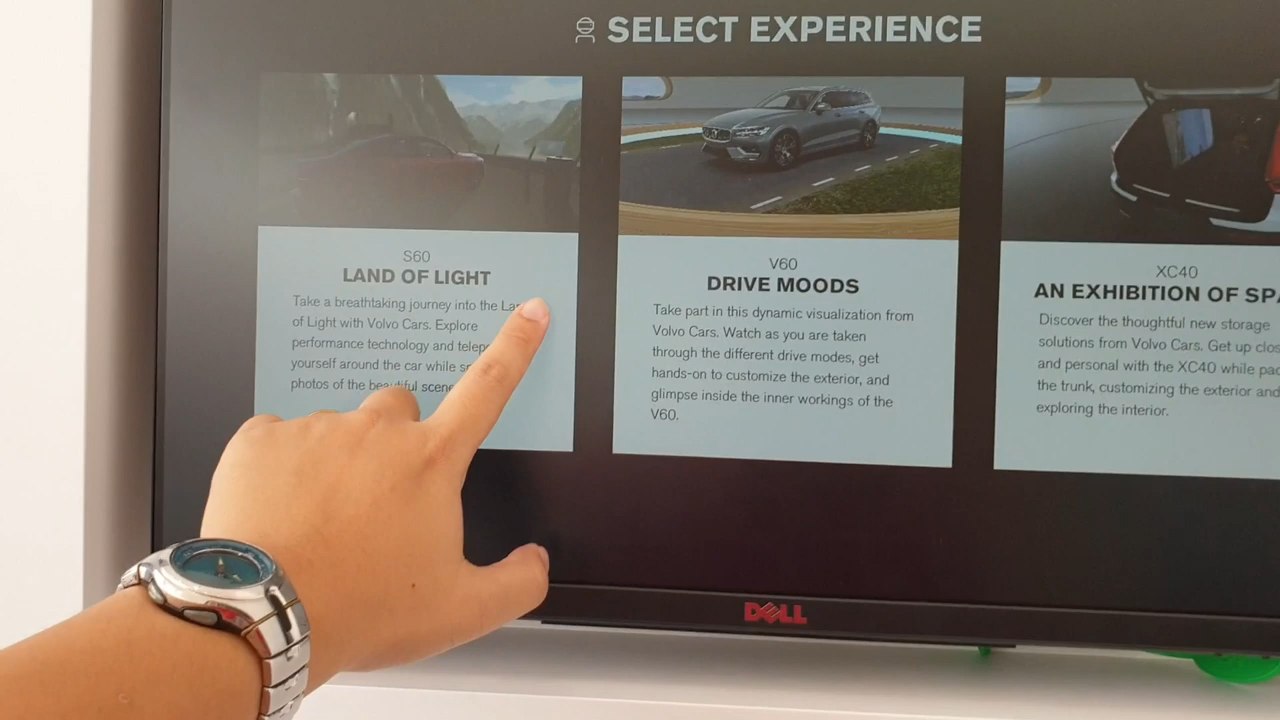 SELECT EXPERIENCE
S60
LAND OF LIGHT
Take a breathtaking journey into the
of Light with Volvo Cars. Explore
performance technology and
yourself around the car while
photos of the beautiful
V60
DRIVE MOODS
Take part in this dynamic visualization from
Volvo Cars. Watch as you are taken
through the different drive modes, get
hands-on to customize the exterior, and
glimpse inside the inner workings of the
V60.
XC40
AN EXHIBITION OF
Discover the thoughtful new storage
solutions from Volvo Cars. Get up
and personal with the XC40 while
the trunk, customizing the exterior and
exploring the interior.
DELL